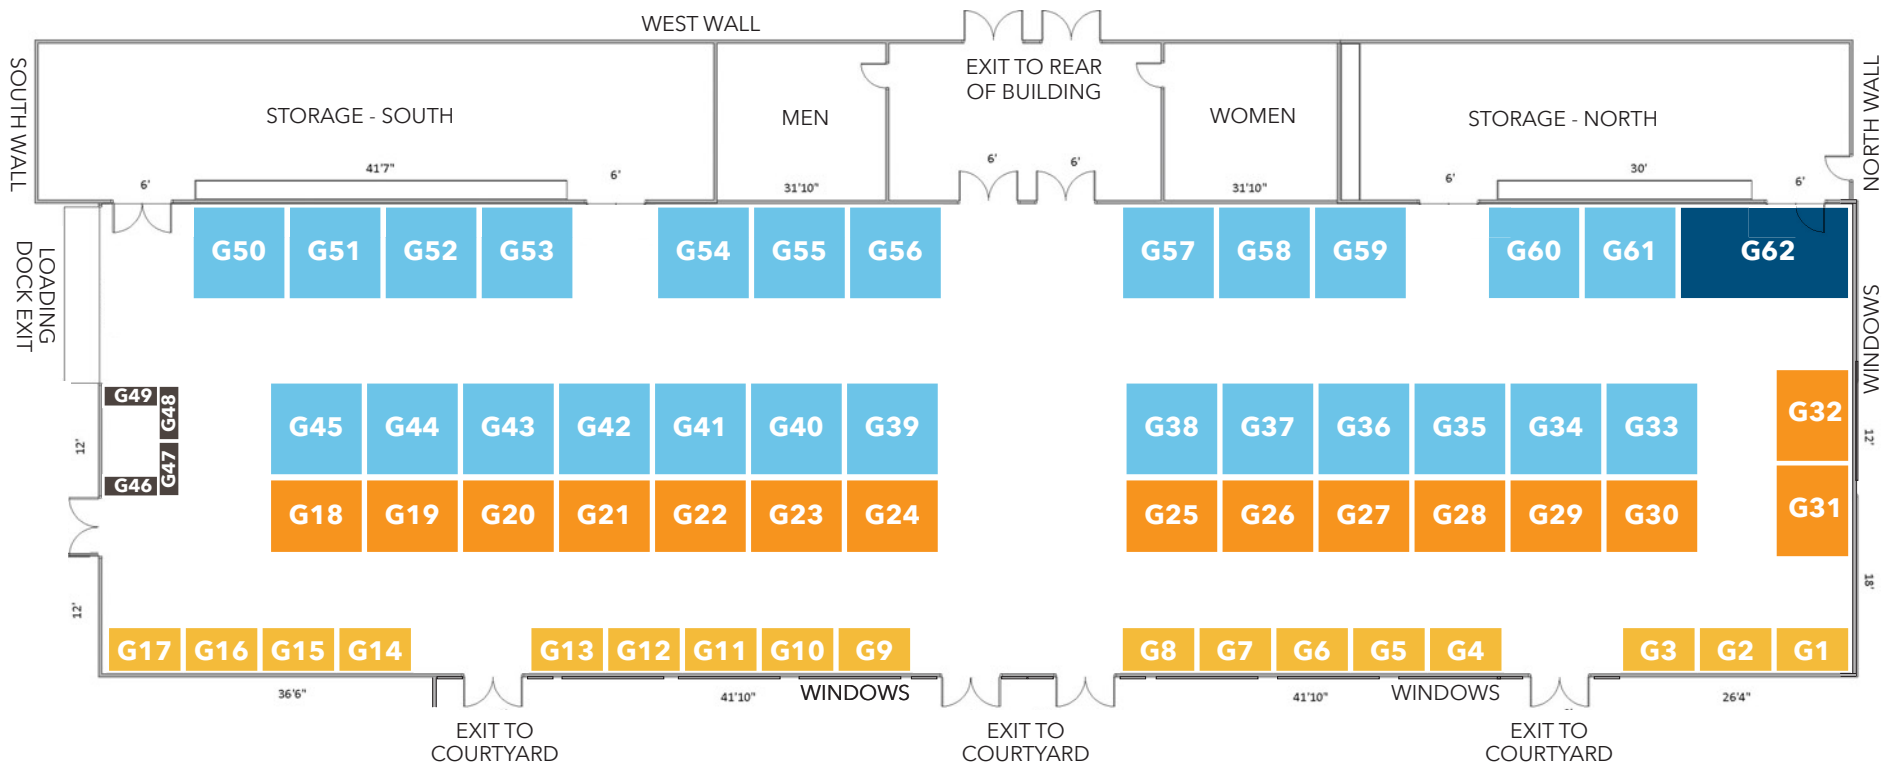 WEST WALL
SOUTH WALL
NORTH WALL
EXIT TO REAR
OF BUILDING
STORAGE - SOUTH
MEN
WOMEN
STORAGE - NORTH
6'
41'7"
6'
31'10"
6'
6'
31'10"
6'
30'
6'
G50
G51
G52
G53
G54
G55
G56
G57
G58
G59
G60
G61
G62
LOADING
DOCK EXIT
WINDOWS
G49
G48
G47
G46
12'
12'
G45
G44
G43
G42
G41
G40
G39
G38
G37
G36
G35
G34
G33
G32
12'
G18
G19
G20
G21
G22
G23
G24
G25
G26
G27
G28
G29
G30
G31
18'
G17
G16
G15
G14
G13
G12
G11
G10
G9
G8
G7
G6
G5
G4
G3
G2
G1
36'6"
41'10"
WINDOWS
41'10"
WINDOWS
26'4"
EXIT TO
COURTYARD
EXIT TO
COURTYARD
EXIT TO
COURTYARD